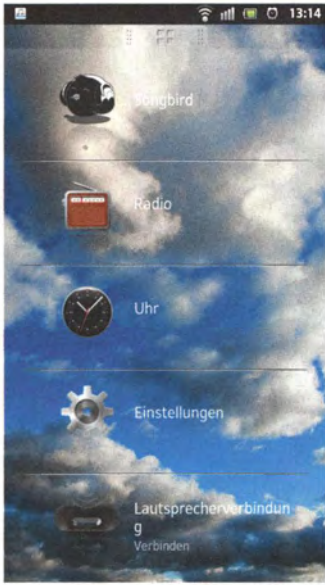 13:14
Songbird
Radio
Uhr
Einstellungen
Lautsprecherverbindun
g
Verbinden